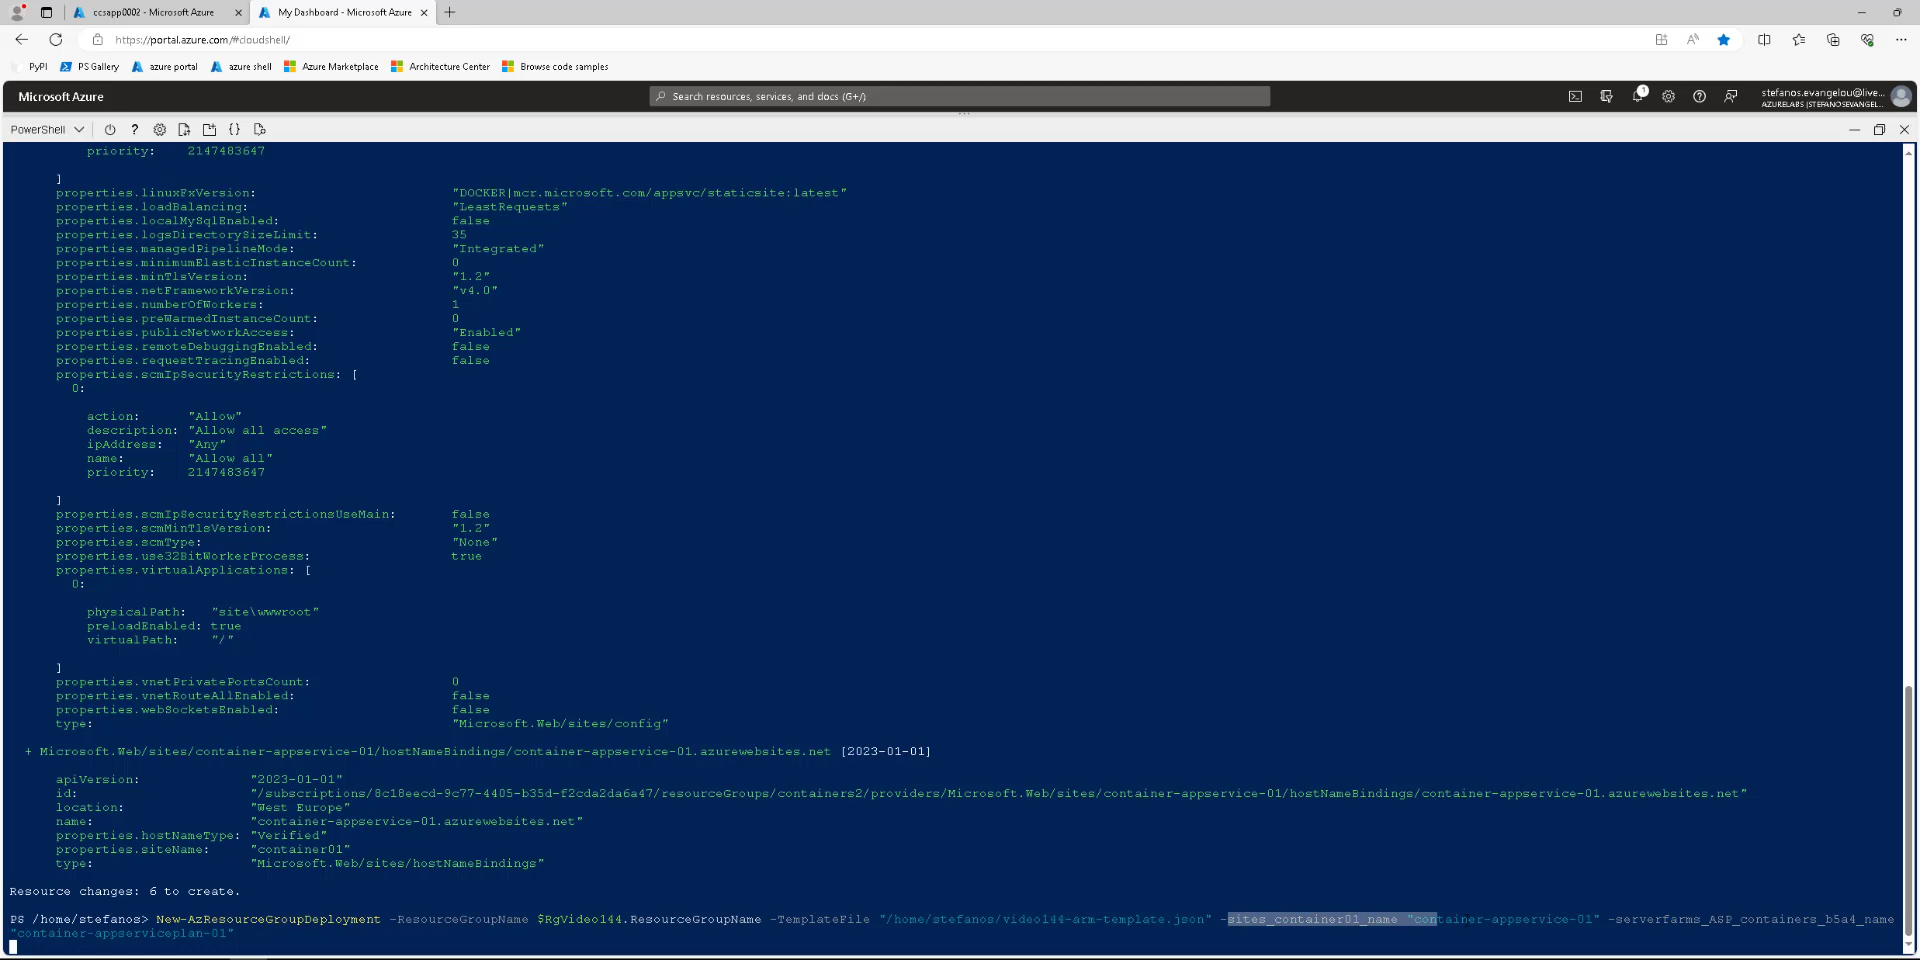 ccsapp0002 - Microsoft Azure
My Dashboard - Microsoft Azure
https://portal.azure.com/#cloudshell/
PyPI PS Gallery azure portal azure shell Azure Marketplace Architecture Center Browse code samples
Microsoft Azure
Search resources, services, and docs (G+/)
1
stefanos.evangelou@live...
AZURELABS (STEFANOSEVANGEL...
PowerShell
priority: 2147483647
]
properties.linuxFxVersion: "DOCKER|mcr.microsoft.com/appsvc/staticsite:latest"
properties.loadBalancing: "LeastRequests"
properties.localMySqlEnabled: false
properties.logsDirectorySizeLimit: 35
properties.managedPipelineMode: "Integrated"
properties.minimumElasticInstanceCount: 0
properties.minTlsVersion: "1.2"
properties.netFrameworkVersion: "v4.0"
properties.numberOfWorkers: 1
properties.preWarmedInstanceCount: 0
properties.publicNetworkAccess: "Enabled"
properties.remoteDebuggingEnabled: false
properties.requestTracingEnabled: false
properties.scmIpSecurityRestrictions: [
0:
action: "Allow"
description: "Allow all access"
ipAddress: "Any"
name: "Allow all"
priority: 2147483647
]
properties.scmIpSecurityRestrictionsUseMain: false
properties.scmMinTlsVersion: "1.2"
properties.scmType: "None"
properties.use32BitWorkerProcess: true
properties.virtualApplications: [
0:
physicalPath: "site\wwwroot"
preloadEnabled: true
virtualPath: "/"
]
properties.vnetPrivatePortsCount: 0
properties.vnetRouteAllEnabled: false
properties.webSocketsEnabled: false
type: "Microsoft.Web/sites/config"
+ Microsoft.Web/sites/container-appservice-01/hostNameBindings/container-appservice-01.azurewebsites.net [2023-01-01]
apiVersion: "2023-01-01"
id: "/subscriptions/8c18eecd-9c77-4405-b35d-f2cda2da6a47/resourceGroups/containers2/providers/Microsoft.Web/sites/container-appservice-01/hostNameBindings/container-appservice-01.azurewebsites.net"
location: "West Europe"
name: "container-appservice-01.azurewebsites.net"
properties.hostNameType: "Verified"
properties.siteName: "container01"
type: "Microsoft.Web/sites/hostNameBindings"
Resource changes: 6 to create.
PS /home/stefanos> New-AzResourceGroupDeployment -ResourceGroupName $RgVideo144.ResourceGroupName -TemplateFile "/home/stefanos/video144-arm-template.json" -sites_container01_name "container-appservice-01" -serverfarms_ASP_containers_b5a4_name
"container-appserviceplan-01"